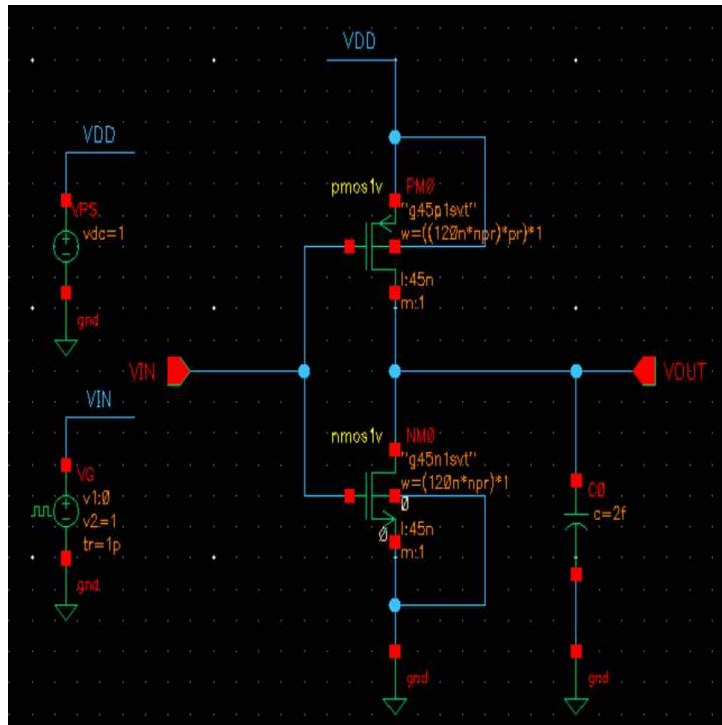 VDD
VDD
pmos1v
PM0
"g45p1svt"
w=((120n*npr)*pr)*1
l:45n
m:1
VPS
vdc=1
gnd
VIN
VOUT
VIN
nmos1v
NM0
"g45n1svt"
w=(120n*npr)*1
0
0
l:45n
m:1
VG
v1:0
v2=1
tr=1p
gnd
C0
c=2f
gnd
gnd